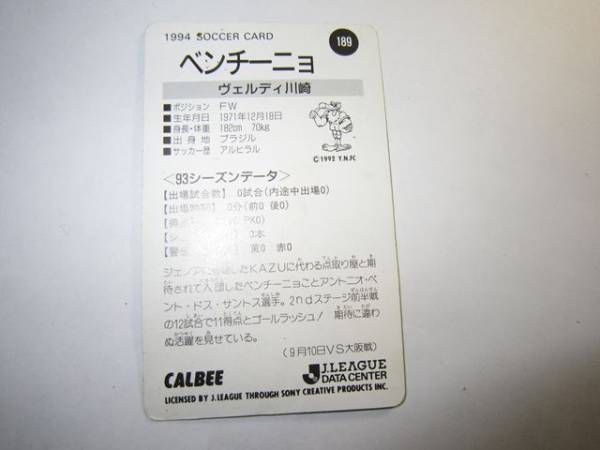 1994 SOCCER CARD
189
ベンチーニョ
ヴェルディ川崎
■ポジション FW
■生年月日 1971年12月18日
■身長・体重 182cm 70kg
■出身地 ブラジル
■サッカー歴 アルヒラル
©1992 Y.N.FC
<93シーズンデータ>
【出場試合数】 0試合(内途中出場0)
【出場時間】 0分(前0 後0)
PK0)
0本
黄0 赤0
ジェノアに移籍したKAZUに代わる点取り屋と期
待されて入団したベンチーニョことアントニオ・ベ
ント・ドス・サントス選手。2ndステージ前半戦
の12試合で11得点とゴールラッシュ! 期待に違わ
ぬ活躍を見せている。
(9月10日VS大阪戦)
CALBEE
J.LEAGUE
DATA CENTER
LICENSED BY J.LEAGUE THROUGH SONY CREATIVE PRODUCTS INC.